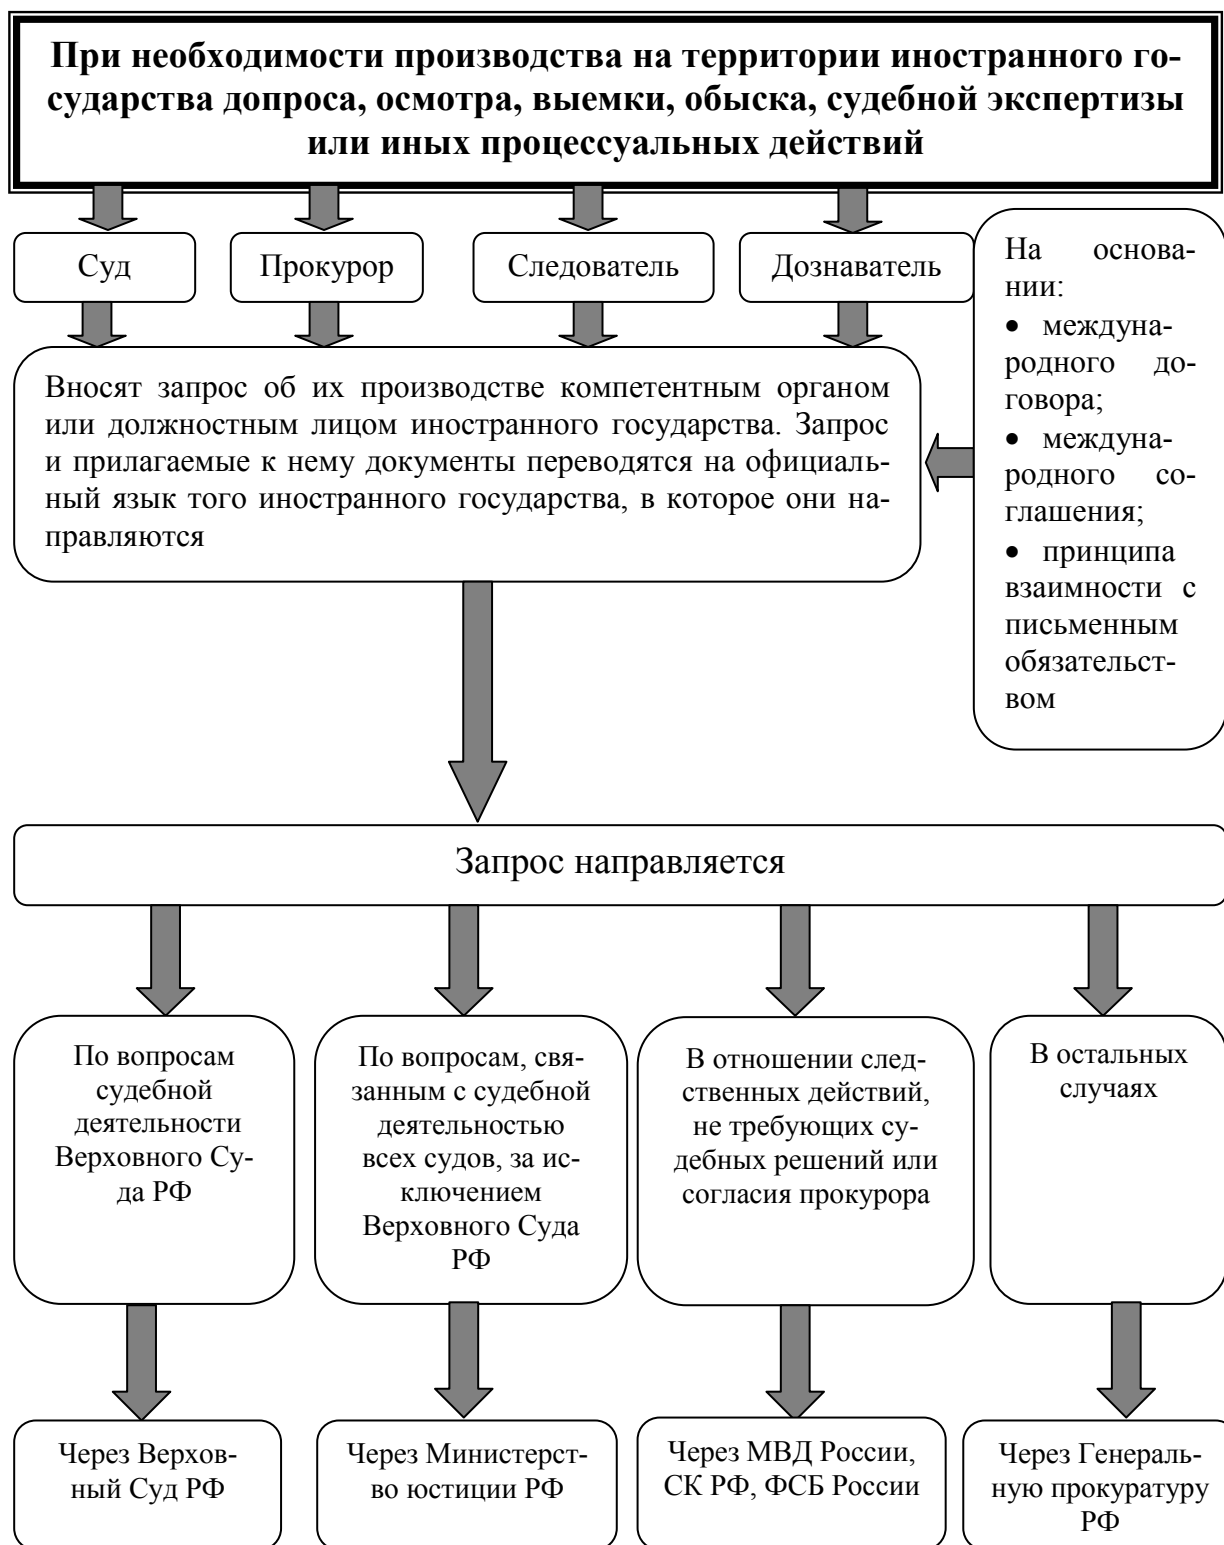 При необходимости производства на территории иностранного го-
сударства допроса, осмотра, выемки, обыска, судебной экспертизы
или иных процессуальных действий
Суд
Прокурор
Следователь
Дознаватель
На основа-
нии:
• междуна-
родного до-
говора;
• междуна-
родного со-
глашения;
• принципа
взаимности с
письменным
обязательст-
вом
Вносят запрос об их производстве компетентным органом
или должностным лицом иностранного государства. Запрос
и прилагаемые к нему документы переводятся на официаль-
ный язык того иностранного государства, в которое они на-
правляются
Запрос направляется
По вопросам
судебной
деятельности
Верховного Су-
да РФ
По вопросам, свя-
занным с судебной
деятельностью
всех судов, за ис-
ключением
Верховного Суда
РФ
В отношении след-
ственных действий,
не требующих су-
дебных решений или
согласия прокурора
В остальных
случаях
Через Верхов-
ный Суд РФ
Через Министерст-
во юстиции РФ
Через МВД России,
СК РФ, ФСБ России
Через Генераль-
ную прокуратуру
РФ